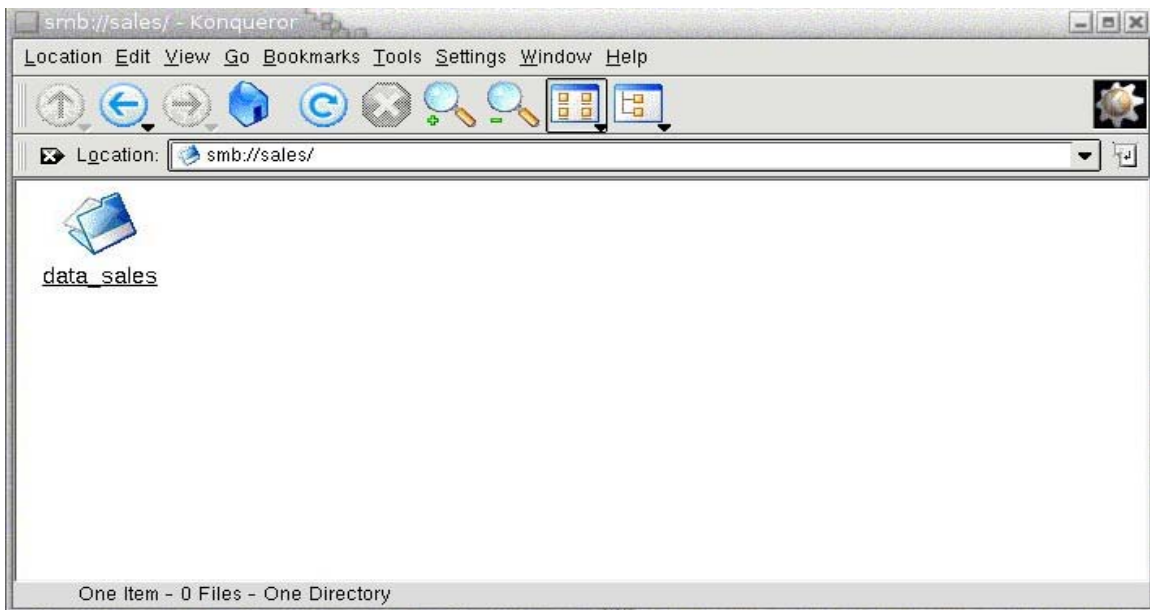 smb://sales/ - Konqueror
Location Edit View Go Bookmarks Tools Settings Window Help
Location: smb://sales/
data_sales
One Item - 0 Files - One Directory